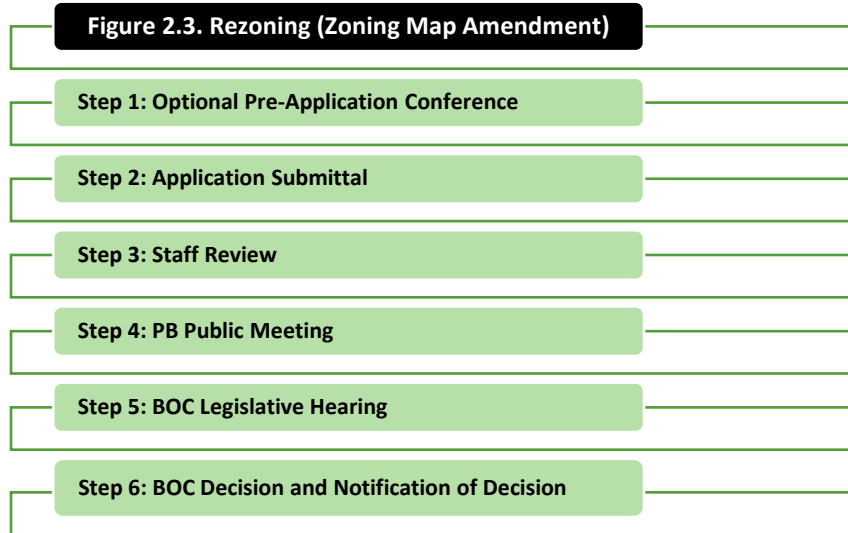 Figure 2.3. Rezoning (Zoning Map Amendment)
Step 1: Optional Pre-Application Conference
Step 2: Application Submittal
Step 3: Staff Review
Step 4: PB Public Meeting
Step 5: BOC Legislative Hearing
Step 6: BOC Decision and Notification of Decision